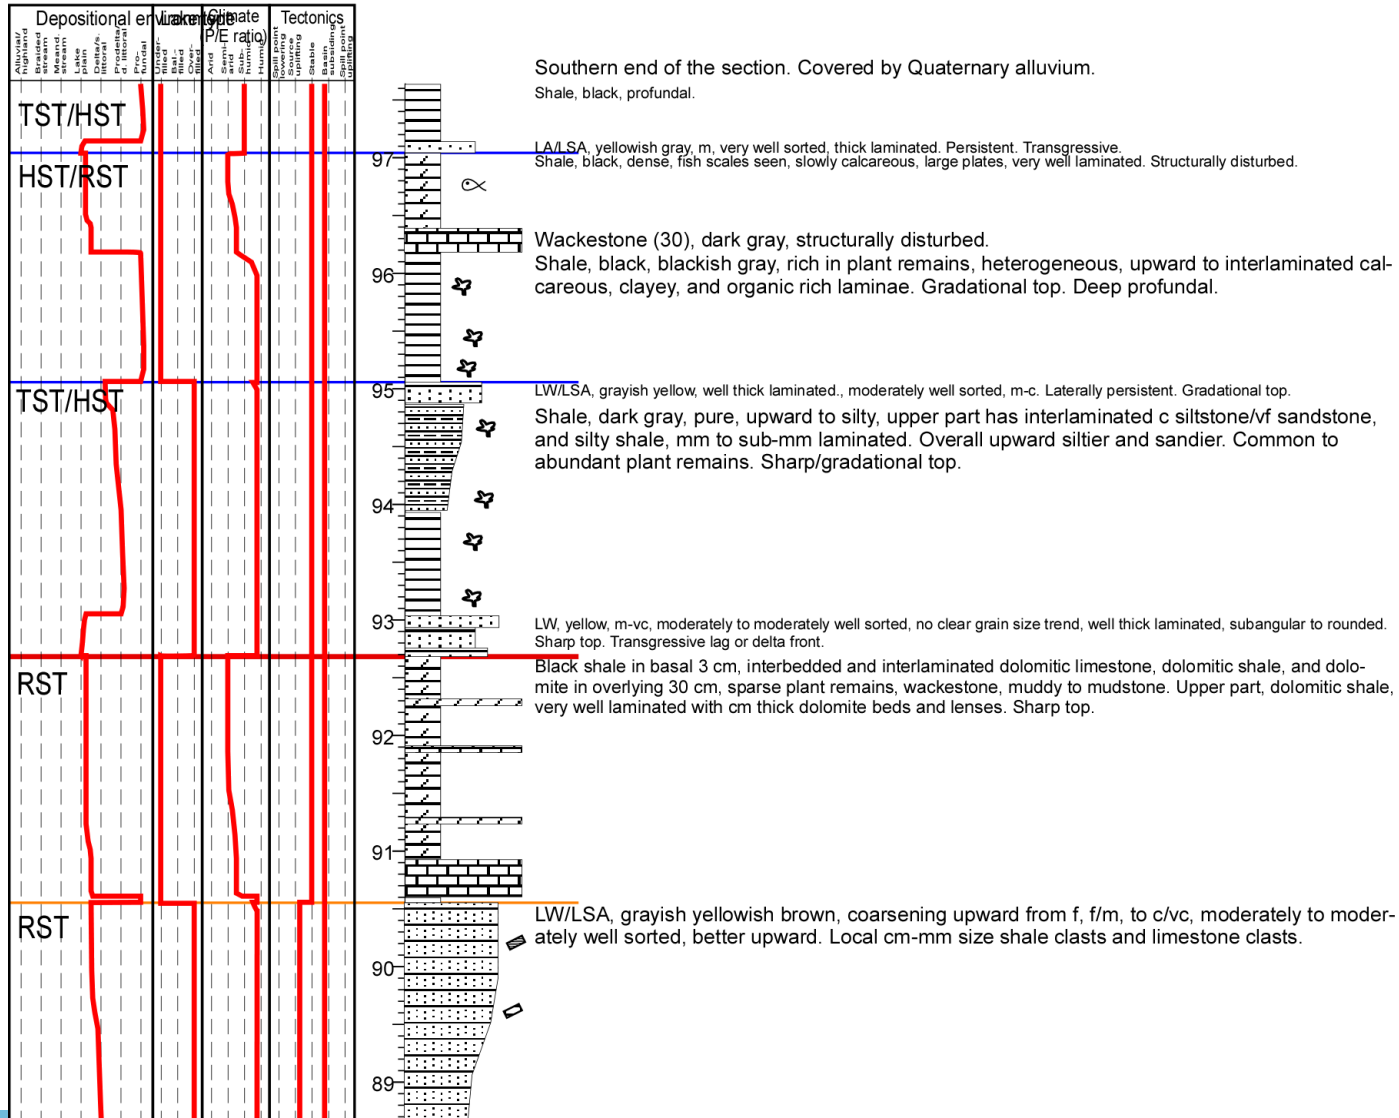 Depositional environment
Lake type
Climate
(P/E ratio)
Tectonics
Alluvial/
highland
Braided
stream
Meand.
stream
Lake
plain
Delta/s.
littoral
Prodelta/
d. littoral
Pro-
fundal
Under-
filled
Bal.-
filled
Over-
filled
Arid
Semi-
arid
Sub-
humid
Humid
Spill point
lowering
Source
uplifting
Stable
Basin
subsiding
Spill point
uplifting
Southern end of the section. Covered by Quaternary alluvium.
Shale, black, profundal.
TST/HST
LA/LSA, yellowish gray, m, very well sorted, thick laminated. Persistent. Transgressive.
97
Shale, black, dense, fish scales seen, slowly calcareous, large plates, very well laminated. Structurally disturbed.
HST/RST
Wackestone (30), dark gray, structurally disturbed.
Shale, black, blackish gray, rich in plant remains, heterogeneous, upward to interlaminated cal-
careous, clayey, and organic rich laminae. Gradational top. Deep profundal.
96
95
LW/LSA, grayish yellow, well thick laminated., moderately well sorted, m-c. Laterally persistent. Gradational top.
TST/HST
Shale, dark gray, pure, upward to silty, upper part has interlaminated c siltstone/vf sandstone,
and silty shale, mm to sub-mm laminated. Overall upward siltier and sandier. Common to
abundant plant remains. Sharp/gradational top.
94
93
LW, yellow, m-vc, moderately to moderately well sorted, no clear grain size trend, well thick laminated, subangular to rounded.
Sharp top. Transgressive lag or delta front.
Black shale in basal 3 cm, interbedded and interlaminated dolomitic limestone, dolomitic shale, and dolo-
mite in overlying 30 cm, sparse plant remains, wackestone, muddy to mudstone. Upper part, dolomitic shale,
very well laminated with cm thick dolomite beds and lenses. Sharp top.
RST
92
91
LW/LSA, grayish yellowish brown, coarsening upward from f, f/m, to c/vc, moderately to moder-
ately well sorted, better upward. Local cm-mm size shale clasts and limestone clasts.
RST
90
89